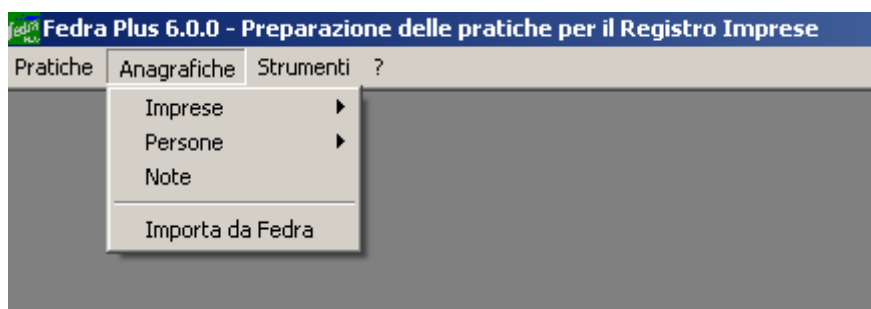 Fedra Plus 6.0.0 - Preparazione delle pratiche per il Registro Imprese
Pratiche Anagrafiche Strumenti ?
Imprese
Persone
Note
Importa da Fedra